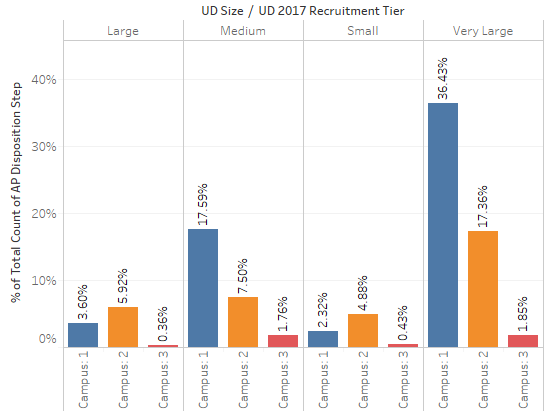 UD Size / UD 2017 Recruitment Tier
Large Medium Small Very Large
% of Total Count of AP Disposition Step
40%
30%
20%
10%
0%
3.60%
5.92%
0.36%
17.59%
7.50%
1.76%
2.32%
4.88%
0.43%
36.43%
17.36%
1.85%
Campus: 1
Campus: 2
Campus: 3
Campus: 1
Campus: 2
Campus: 3
Campus: 1
Campus: 2
Campus: 3
Campus: 1
Campus: 2
Campus: 3